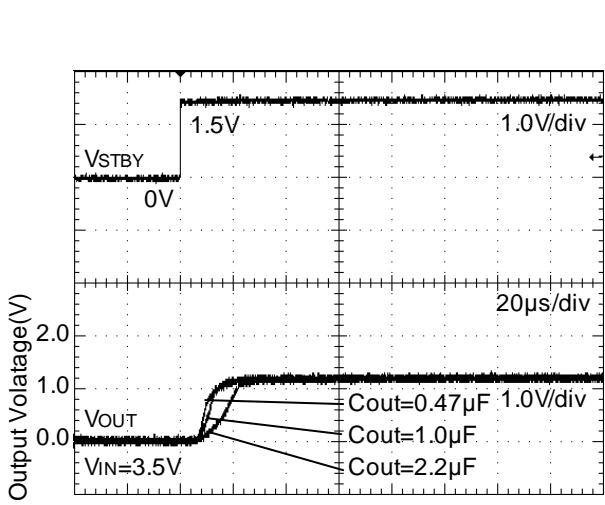 1.5V
1.0V/div
VSTBY
0V
20µs/div
Output Volatage(V)
2.0
1.0
0.0
1.0V/div
Cout=0.47µF
VOUT
Cout=1.0µF
VIN=3.5V
Cout=2.2µF